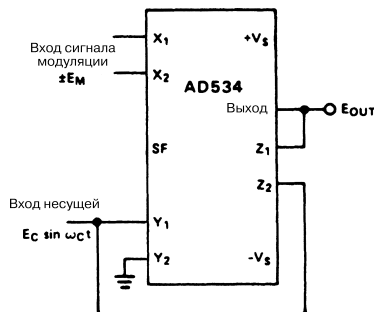 Вход сигнала
модуляции
±EM
X1
X2
+VS
AD534
Выход
EOUT
SF
Z1
Z2
Вход несущей
EC sin ωCt
Y1
Y2
-VS